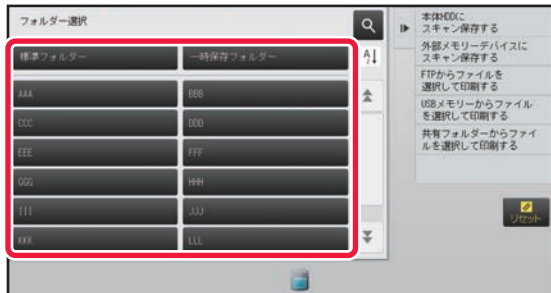 フォルダー選択
標準フォルダー 一時保存フォルダー
AAA BBB
CCC DDD
EEE FFF
GGG HHH
III JJJ
KKK LLL
本体HDDに
スキャン保存する
外部メモリーデバイスに
スキャン保存する
FTPからファイルを
選択して印刷する
USBメモリーからファイル
を選択して印刷する
共有フォルダーからファイ
ルを選択して印刷する
リセット